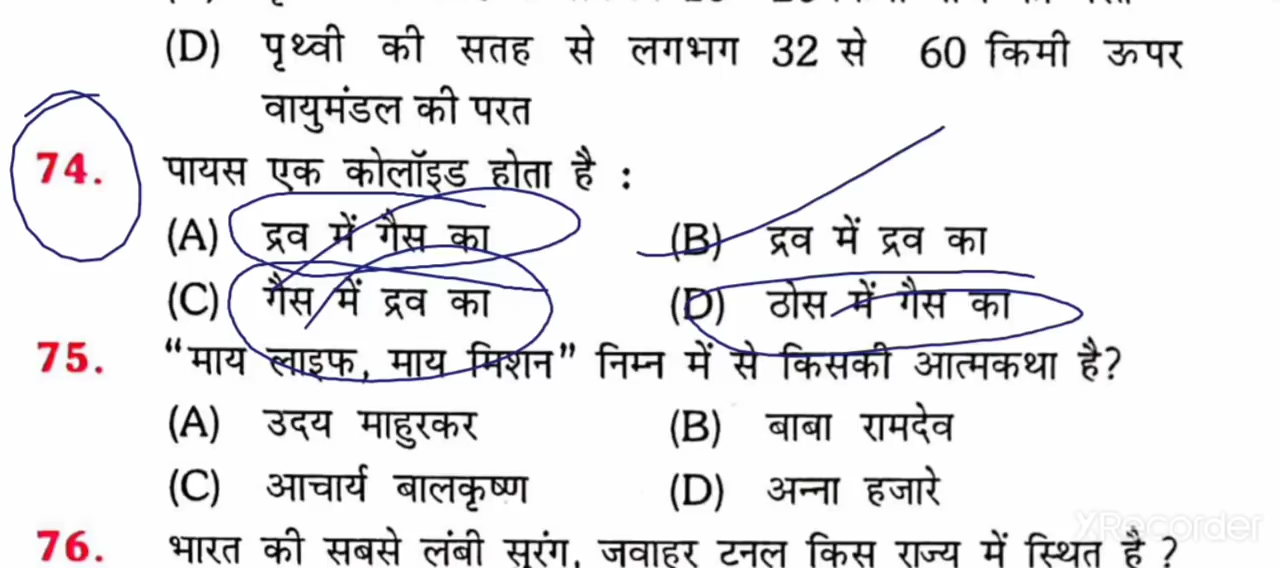 (D) पृथ्वी की सतह से लगभग 32 से 60 किमी ऊपर
वायुमंडल की परत
74. पायस एक कोलॉइड होता है :
(A) द्रव में गैस का (B) द्रव में द्रव का
(C) गैस में द्रव का (D) ठोस में गैस का
75. “माय लाइफ, माय मिशन” निम्न में से किसकी आत्मकथा है?
(A) उदय माहुरकर (B) बाबा रामदेव
(C) आचार्य बालकृष्ण (D) अन्ना हजारे
XRecorder
76. भारत की सबसे लंबी सुरंग, जवाहर टनल किस राज्य में स्थित है ?